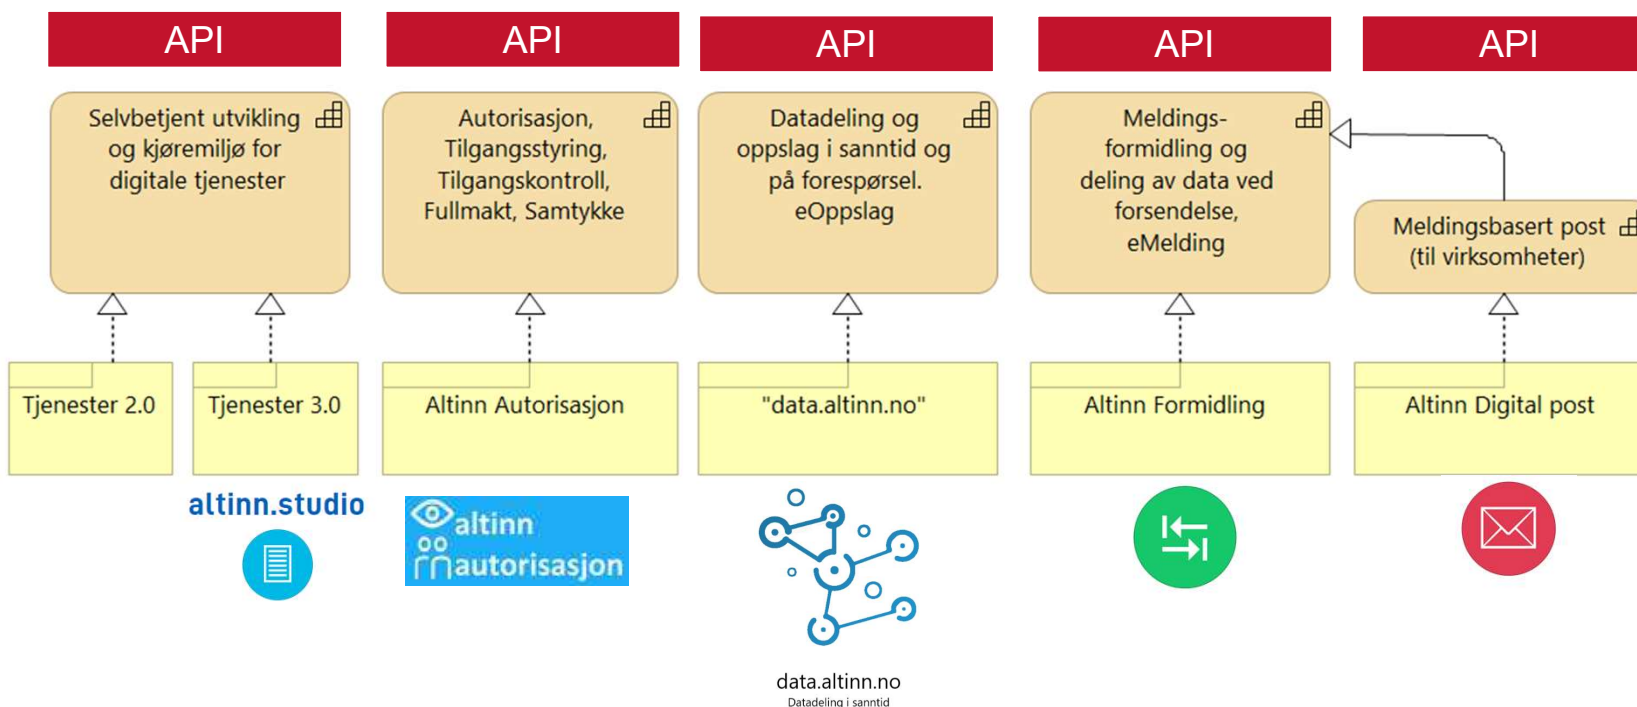 API
API
API
API
API
Selvbetjent utvikling
og kjøremiljø for
digitale tjenester
Autorisasjon,
Tilgangsstyring,
Tilgangskontroll,
Fullmakt, Samtykke
Datadeling og
oppslag i sanntid og
på forespørsel.
eOppslag
Meldings-
formidling og
deling av data ved
forsendelse,
eMelding
Meldingsbasert post
(til virksomheter)
Tjenester 2.0
Tjenester 3.0
Altinn Autorisasjon
"data.altinn.no"
Altinn Formidling
Altinn Digital post
altinn.studio
altinn
autorisasjon
data.altinn.no
Datadeling i sanntid